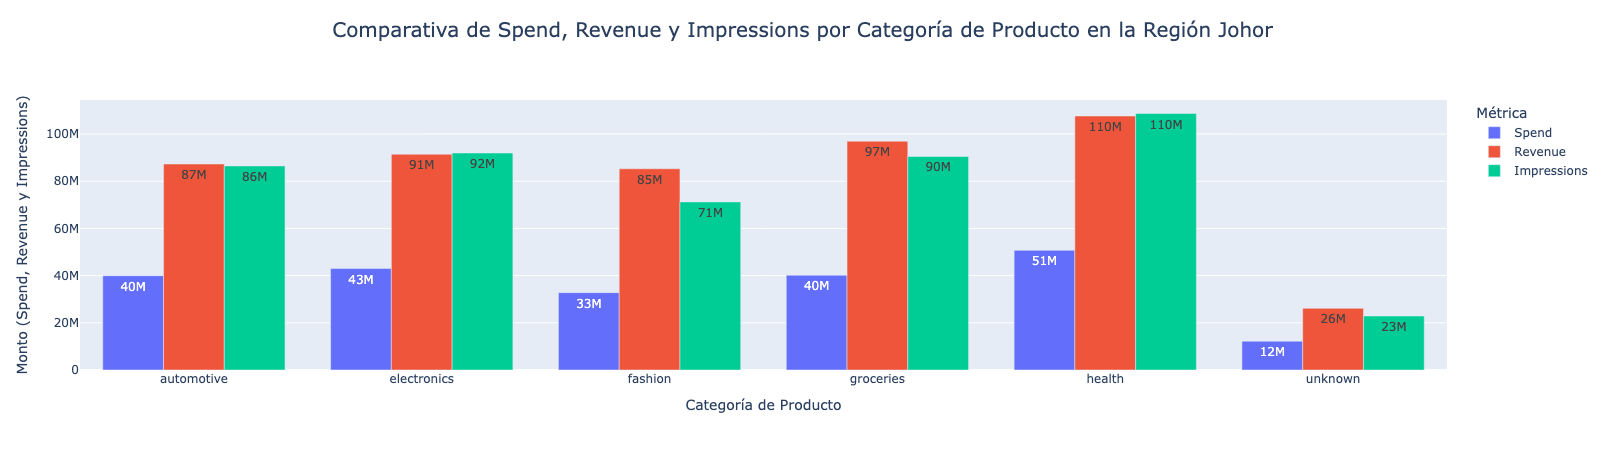 Comparativa de Spend, Revenue y Impressions por Categoría de Producto en la Región Johor
Monto (Spend, Revenue y Impressions)
100M
80M
60M
40M
20M
0
40M
87M
86M
43M
91M
92M
33M
85M
71M
40M
97M
90M
51M
110M
110M
12M
26M
23M
automotive
electronics
fashion
groceries
health
unknown
Categoría de Producto
Métrica
Spend
Revenue
Impressions